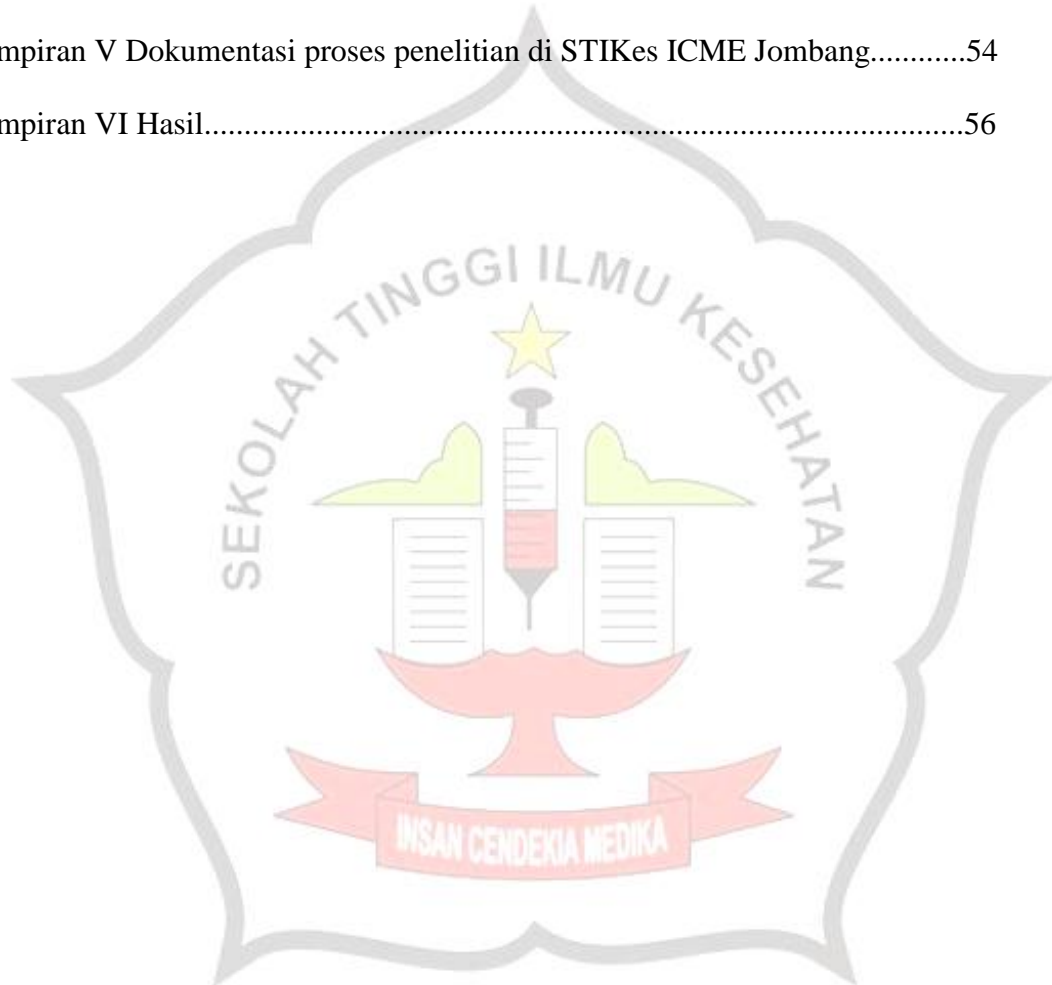 mpiran V Dokumentasi proses penelitian di STIKes ICME Jombang............54
mpiran VI Hasil...............................................................................................56
SEKOLAH TINGGI ILMU KESEHATAN
INSAN CENDEKIA MEDIKA